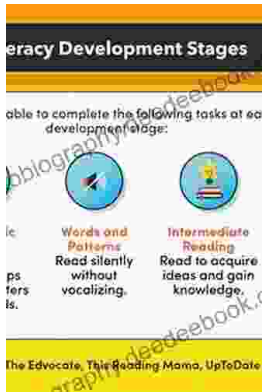 eracy Development Stages
able to complete the following tasks at ea
development stage:
Words and
Patterns
Read silently
without
vocalizing.
Intermediate
Reading
Read to acquire
ideas and gain
knowledge.
ps
ters
ls.
The Edvocate, This Reading Mama, UpToDate